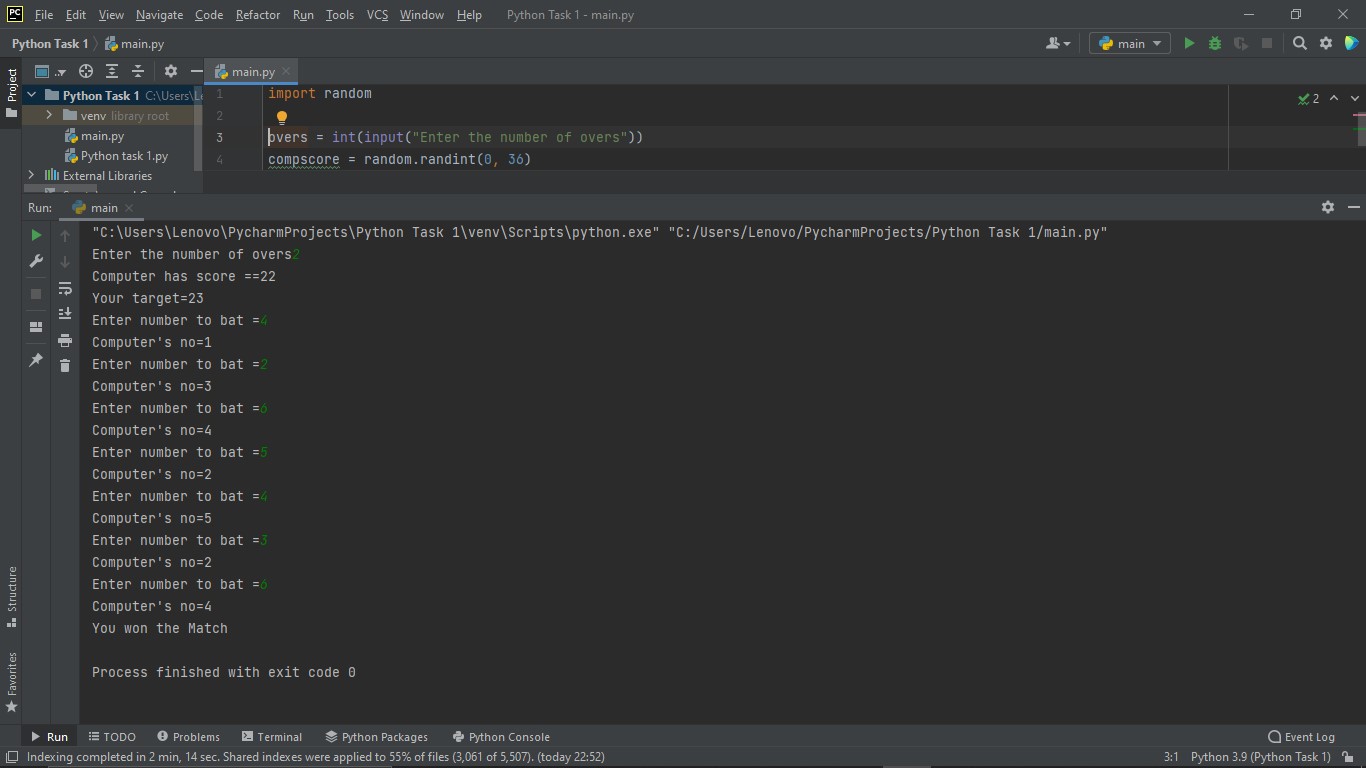 PC File Edit View Navigate Code Refactor Run Tools VCS Window Help Python Task 1 - main.py
Python Task 1 main.py main
Project
.. main.py
Python Task 1 C:\Users\Le
venv library root
main.py
Python task 1.py
External Libraries
1 import random
2
3 overs = int(input("Enter the number of overs"))
4 compscore = random.randint(0, 36)
2
Run: main
"C:\Users\Lenovo\PycharmProjects\Python Task 1\venv\Scripts\python.exe" "C:/Users/Lenovo/PycharmProjects/Python Task 1/main.py"
Enter the number of overs2
Computer has score ==22
Your target=23
Enter number to bat =4
Computer's no=1
Enter number to bat =2
Computer's no=3
Enter number to bat =6
Computer's no=4
Enter number to bat =5
Computer's no=2
Enter number to bat =4
Computer's no=5
Enter number to bat =3
Computer's no=2
Enter number to bat =6
Computer's no=4
You won the Match
Process finished with exit code 0
Structure
Favorites
Run TODO Problems Terminal Python Packages Python Console Event Log
Indexing completed in 2 min, 14 sec. Shared indexes were applied to 55% of files (3,061 of 5,507). (today 22:52) 3:1 Python 3.9 (Python Task 1)